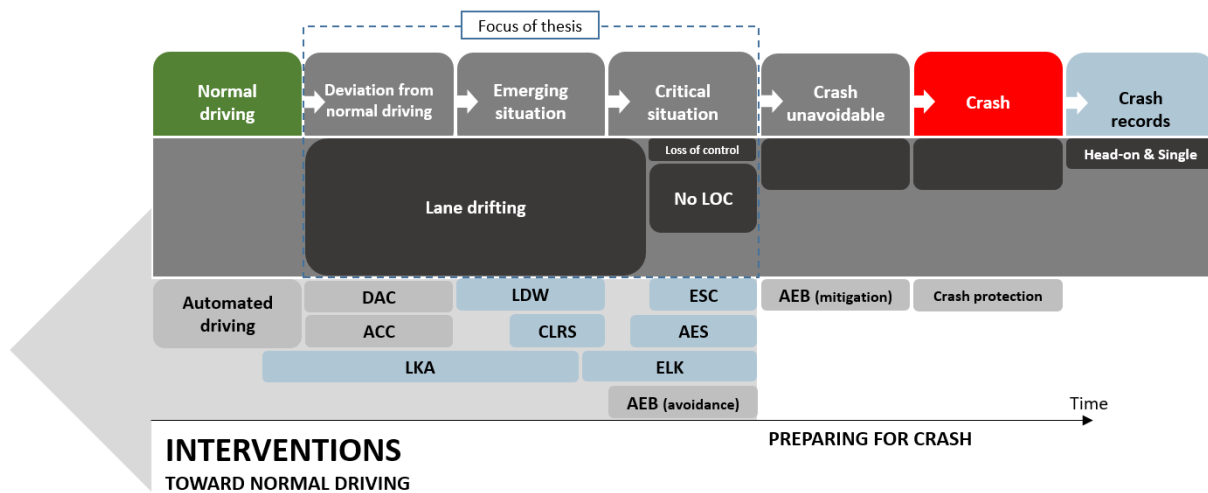 Focus of thesis
Normal
driving
Deviation from
normal driving
Emerging
situation
Critical
situation
Crash
unavoidable
Crash
Crash
records
Loss of control
Head-on & Single
Lane drifting
No LOC
Automated
driving
DAC
LDW
ESC
AEB (mitigation)
Crash protection
ACC
CLRS
AES
LKA
ELK
AEB (avoidance)
Time
INTERVENTIONS
TOWARD NORMAL DRIVING
PREPARING FOR CRASH